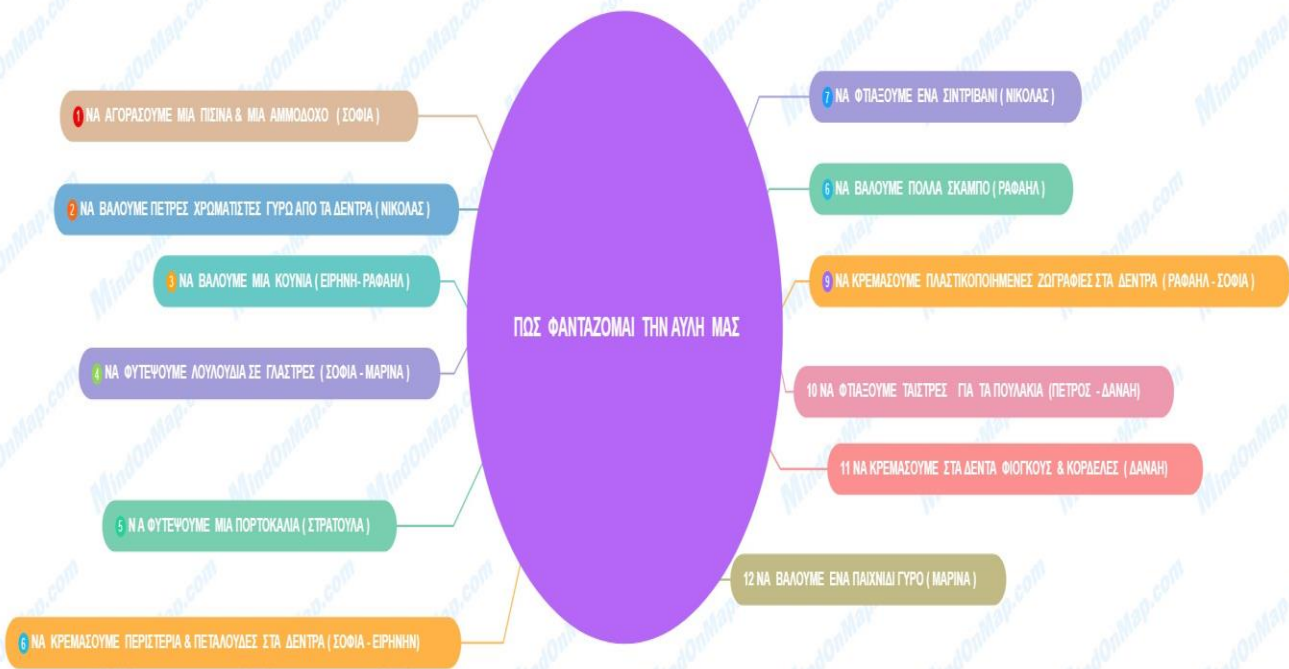 1 ΝΑ ΑΓΟΡΑΣΟΥΜΕ ΜΙΑ ΠΙΣΙΝΑ & ΜΙΑ ΑΜΜΟΔΟΧΟ (ΣΟΦΙΑ)
2 ΝΑ ΒΑΛΟΥΜΕ ΠΕΤΡΕΣ ΧΡΩΜΑΤΙΣΤΕΣ ΓΥΡΩ ΑΠΟ ΤΑ ΔΕΝΤΡΑ (ΝΙΚΟΛΑΣ)
3 ΝΑ ΒΑΛΟΥΜΕ ΜΙΑ ΚΟΥΝΙΑ (ΕΙΡΗΝΗ-ΡΑΦΑΗΛ)
4 ΝΑ ΦΥΤΕΨΟΥΜΕ ΛΟΥΛΟΥΔΙΑ ΣΕ ΓΛΑΣΤΡΕΣ (ΣΟΦΙΑ - ΜΑΡΙΝΑ)
5 Ν Α ΦΥΤΕΨΟΥΜΕ ΜΙΑ ΠΟΡΤΟΚΑΛΙΑ (ΣΤΡΑΤΟΥΛΑ)
6 ΝΑ ΚΡΕΜΑΣΟΥΜΕ ΠΕΡΙΣΤΕΡΙΑ & ΠΕΤΑΛΟΥΔΕΣ ΣΤΑ ΔΕΝΤΡΑ (ΣΟΦΙΑ - ΕΙΡΗΝΗΝ)
ΠΩΣ ΦΑΝΤΑΖΟΜΑΙ ΤΗΝ ΑΥΛΗ ΜΑΣ
7 ΝΑ ΦΤΙΑΞΟΥΜΕ ΕΝΑ ΣΙΝΤΡΙΒΑΝΙ (ΝΙΚΟΛΑΣ)
6 ΝΑ ΒΑΛΟΥΜΕ ΠΟΛΛΑ ΣΚΑΜΠΟ (ΡΑΦΑΗΛ)
9 ΝΑ ΚΡΕΜΑΣΟΥΜΕ ΠΛΑΣΤΙΚΟΠΟΙΗΜΕΝΕΣ ΖΩΓΡΑΦΙΕΣ ΣΤΑ ΔΕΝΤΡΑ (ΡΑΦΑΗΛ - ΣΟΦΙΑ)
10 ΝΑ ΦΤΙΑΞΟΥΜΕ ΤΑΙΣΤΡΕΣ ΓΙΑ ΤΑ ΠΟΥΛΑΚΙΑ (ΠΕΤΡΟΣ - ΔΑΝΑΗ)
11 ΝΑ ΚΡΕΜΑΣΟΥΜΕ ΣΤΑ ΔΕΝΤΑ ΦΙΟΓΚΟΥΣ & ΚΟΡΔΕΛΕΣ (ΔΑΝΑΗ)
12 ΝΑ ΒΑΛΟΥΜΕ ΕΝΑ ΠΑΙΧΝΙΔΙ ΓΥΡΟ (ΜΑΡΙΝΑ)
MindOnMap.com